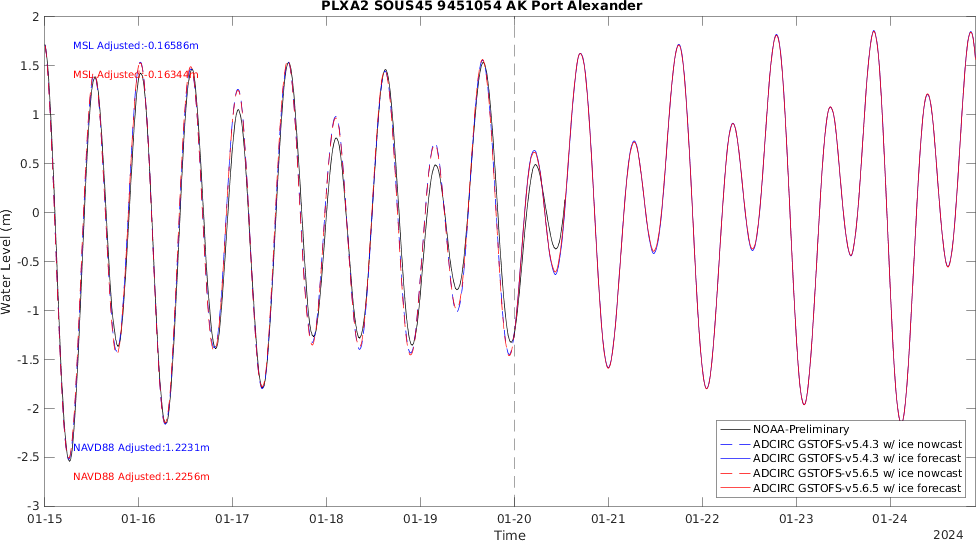 PLXA2 SOUS45 9451054 AK Port Alexander
2
1.5
1
0.5
0
-0.5
-1
-1.5
-2
-2.5
-3
Water Level (m)
MSL Adjusted:-0.16586m
MSL Adjusted:-0.16344m
NAVD88 Adjusted:1.2231m
NAVD88 Adjusted:1.2256m
NOAA-Preliminary
ADCIRC GSTOFS-v5.4.3 w/ ice nowcast
ADCIRC GSTOFS-v5.4.3 w/ ice forecast
ADCIRC GSTOFS-v5.6.5 w/ ice nowcast
ADCIRC GSTOFS-v5.6.5 w/ ice forecast
01-15 01-16 01-17 01-18 01-19 01-20 01-21 01-22 01-23 01-24
Time
2024